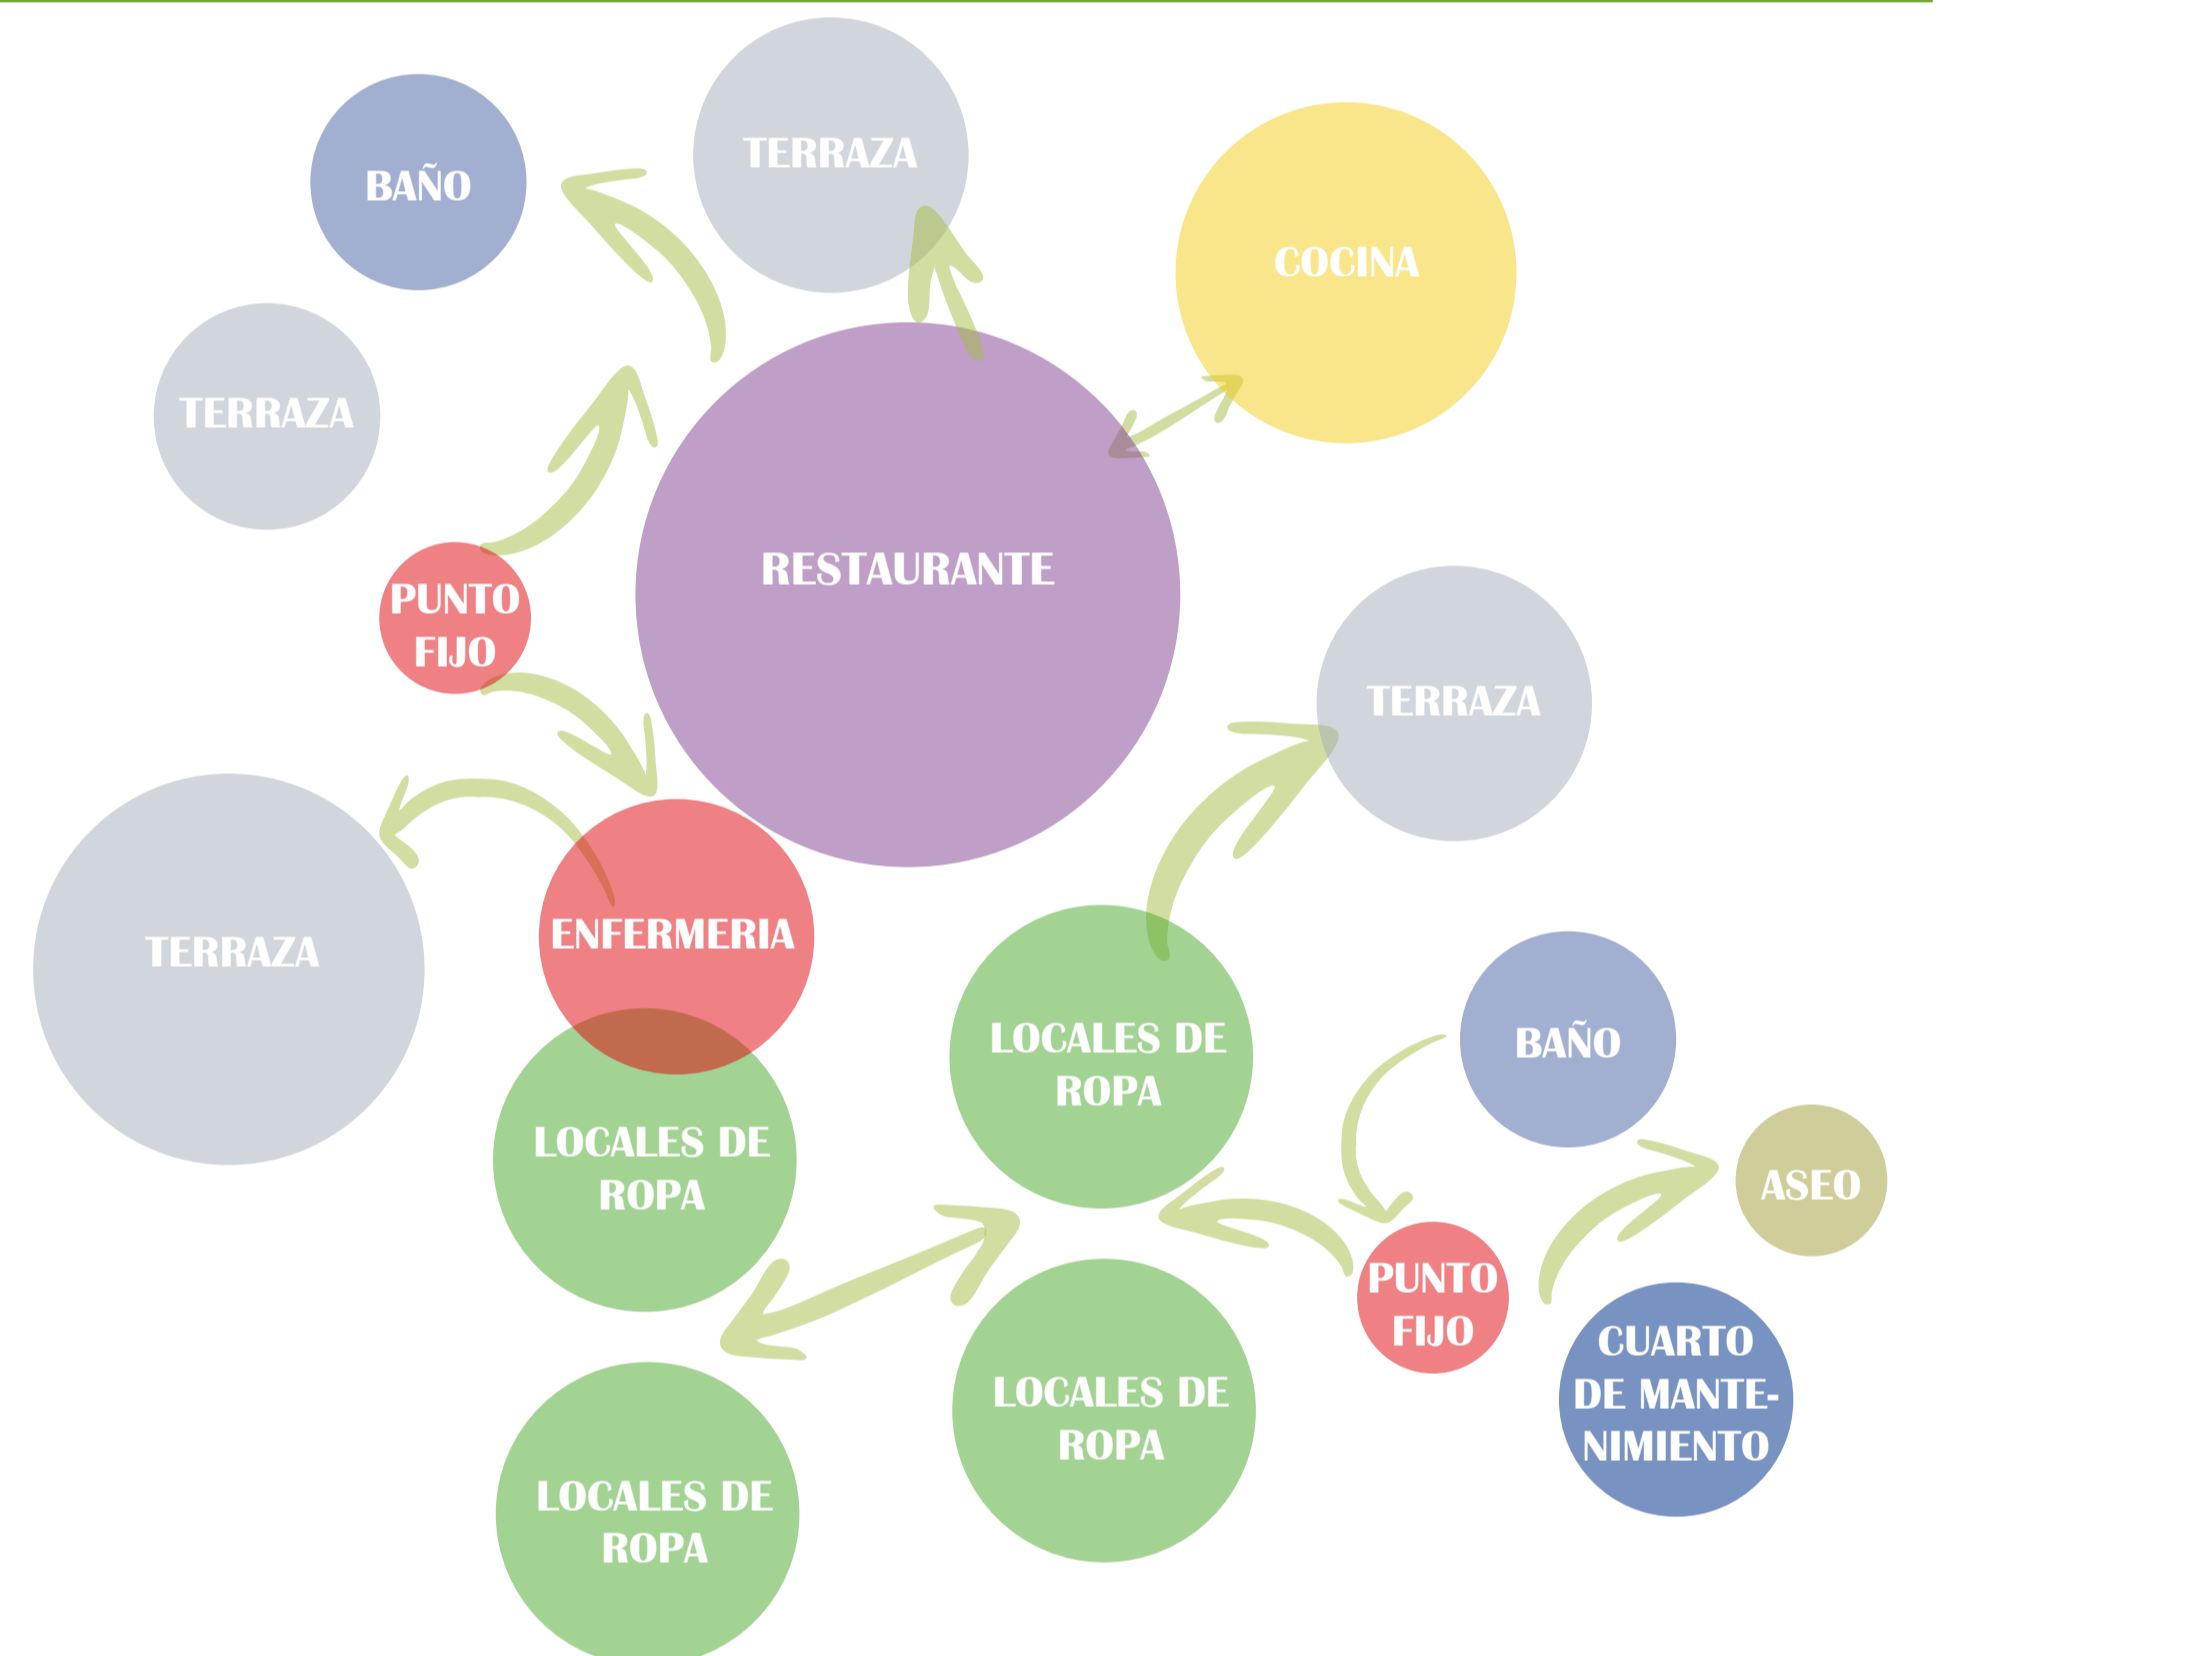 TERRAZA
BAÑO
COCINA
TERRAZA
RESTAURANTE
PUNTO
FIJO
TERRAZA
ENFERMERIA
TERRAZA
LOCALES DE
ROPA
BAÑO
LOCALES DE
ROPA
ASEO
PUNTO
FIJO
CUARTO
DE MANTE-
NIMIENTO
LOCALES DE
ROPA
LOCALES DE
ROPA